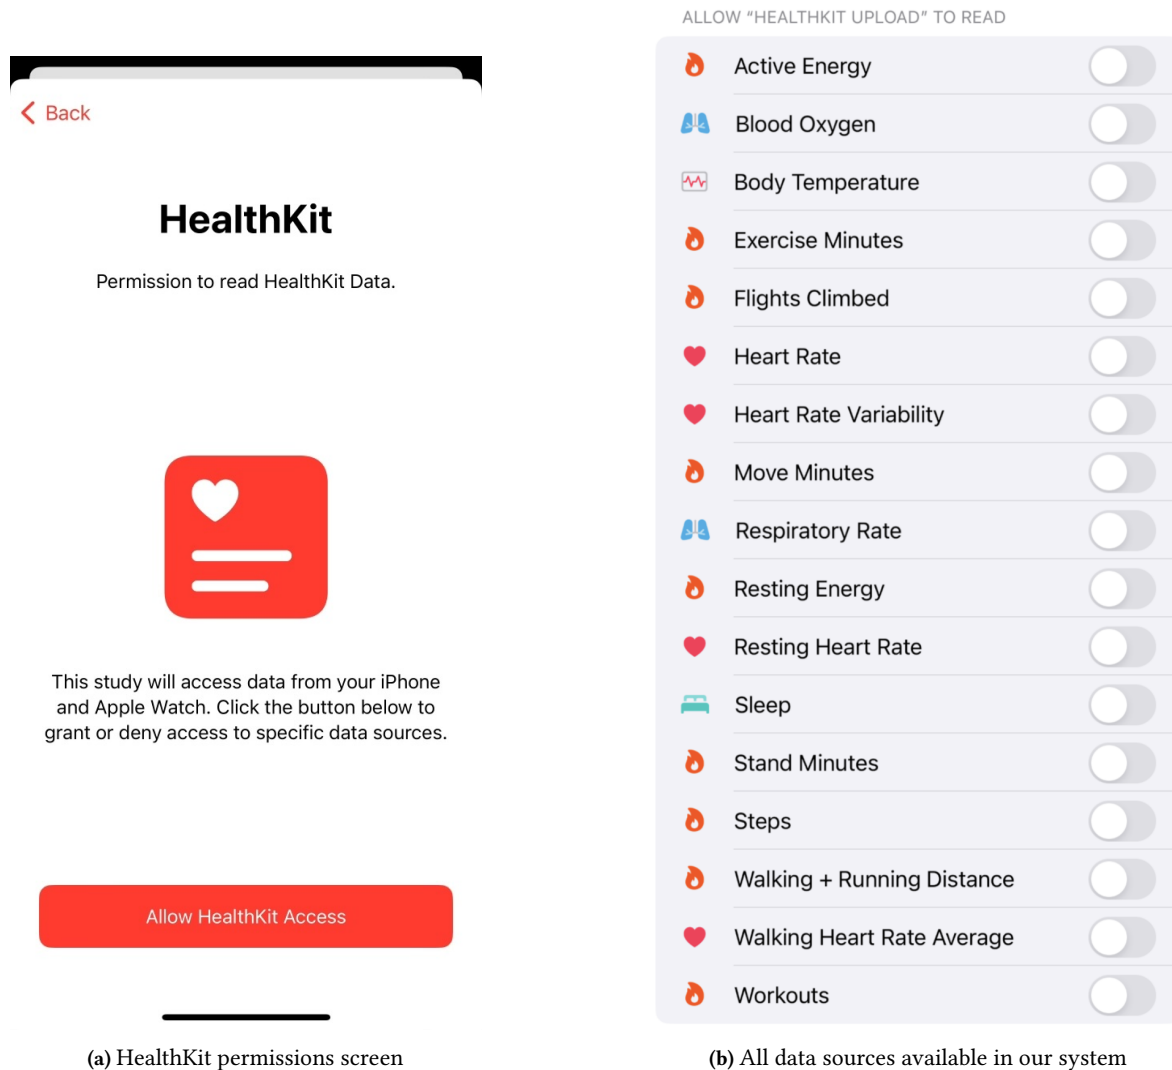 Back
HealthKit
Permission to read HealthKit Data.
This study will access data from your iPhone
and Apple Watch. Click the button below to
grant or deny access to specific data sources.
Allow HealthKit Access
(a) HealthKit permissions screen
ALLOW “HEALTHKIT UPLOAD” TO READ
Active Energy
Blood Oxygen
Body Temperature
Exercise Minutes
Flights Climbed
Heart Rate
Heart Rate Variability
Move Minutes
Respiratory Rate
Resting Energy
Resting Heart Rate
Sleep
Stand Minutes
Steps
Walking + Running Distance
Walking Heart Rate Average
Workouts
(b) All data sources available in our system